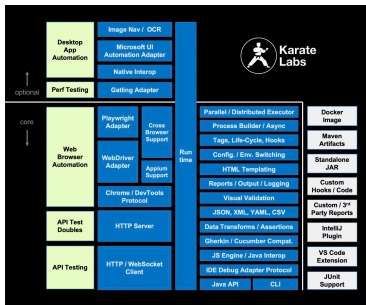 Desktop
App
Automation
Image Nav / OCR
Microsoft UI
Automation Adapter
Native Interop
Perf Testing
Gatling Adapter
Karate
Labs
optional
core
Web
Browser
Automation
Playwright
Adapter
WebDriver
Adapter
Cross
Browser
Support
Appium
Support
Chrome / DevTools
Protocol
API Test
Doubles
HTTP Server
API Testing
HTTP / WebSocket
Client
Run
time
Parallel / Distributed Executor
Process Builder / Async
Tags, Life-Cycle, Hooks
Config. / Env. Switching
HTML Templating
Reports / Output / Logging
Visual Validation
JSON, XML, YAML, CSV
Data Transforms / Assertions
Gherkin / Cucumber Compat.
JS Engine / Java Interop
IDE Debug Adapter Protocol
Java API
CLI
Docker
Image
Maven
Artifacts
Standalone
JAR
Custom
Hooks / Code
Custom / 3rd
Party Reports
IntelliJ
Plugin
VS Code
Extension
JUnit
Support